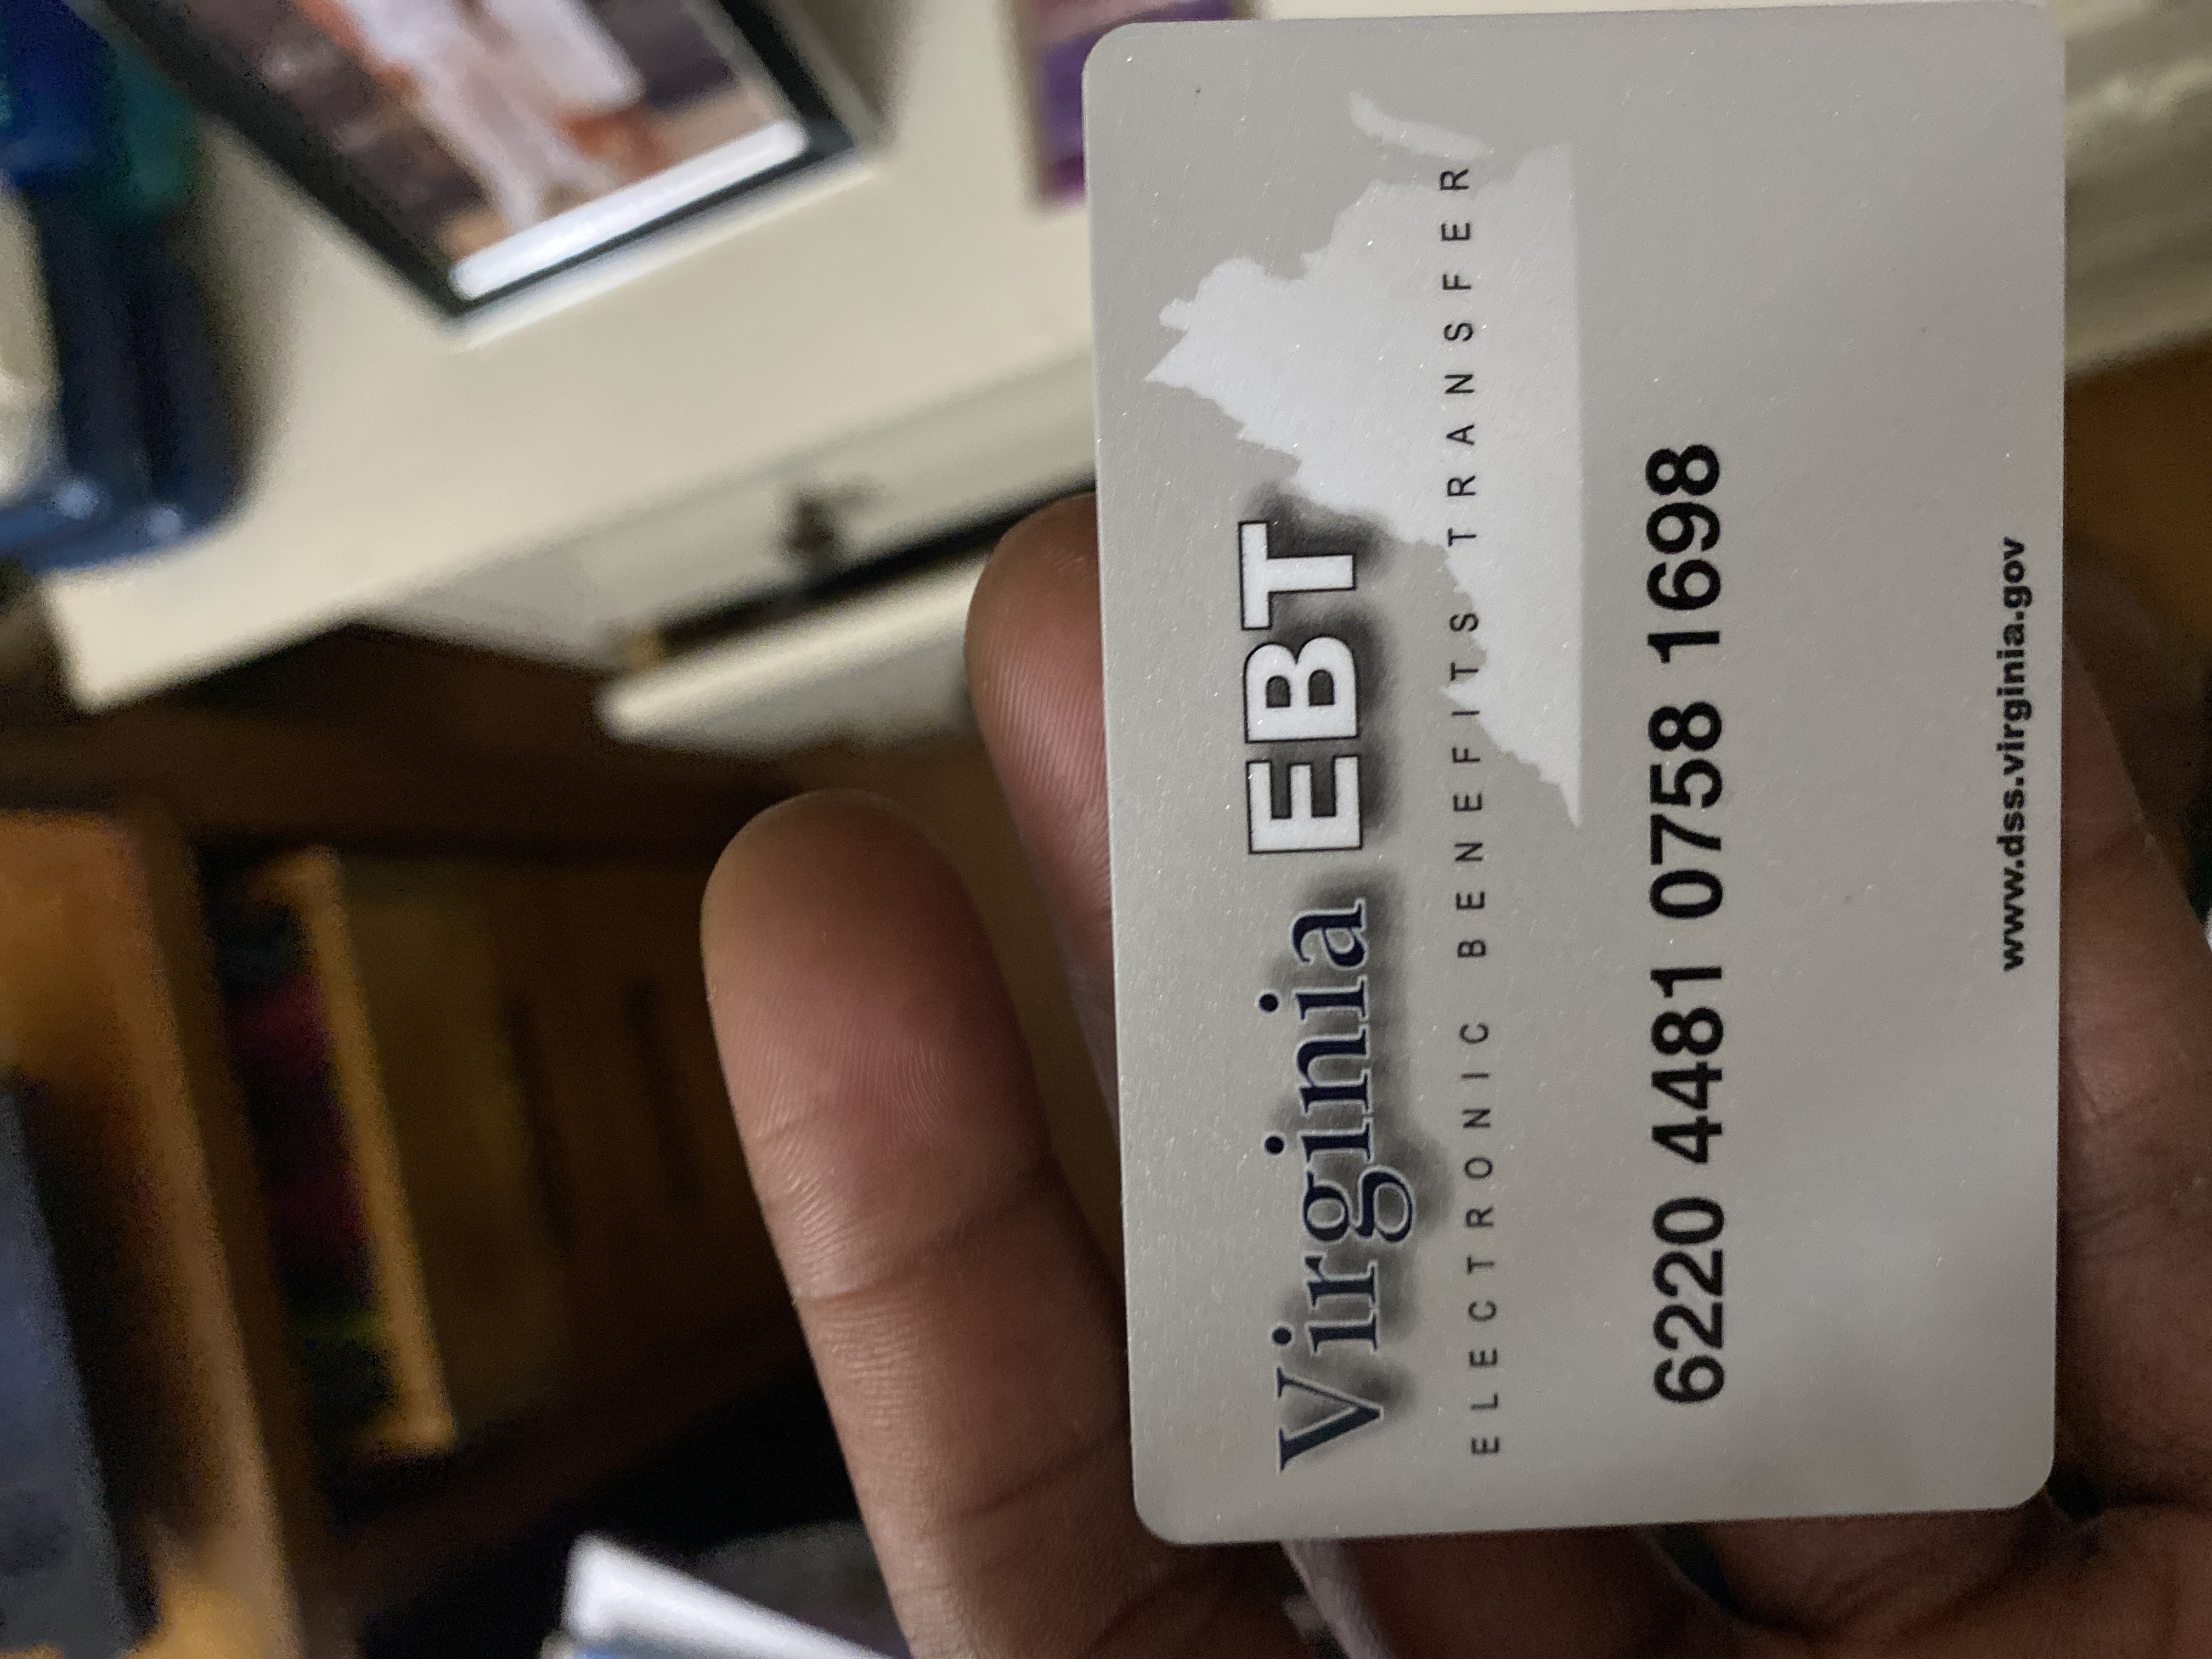 Virginia EBT
ELECTRONIC BENEFITS TRANSFER
6220 4481 0758 1698
www.dss.virginia.gov